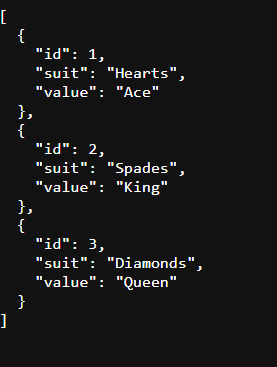 [
  {
    "id": 1,
    "suit": "Hearts",
    "value": "Ace"
  },
  {
    "id": 2,
    "suit": "Spades",
    "value": "King"
  },
  {
    "id": 3,
    "suit": "Diamonds",
    "value": "Queen"
  }
]